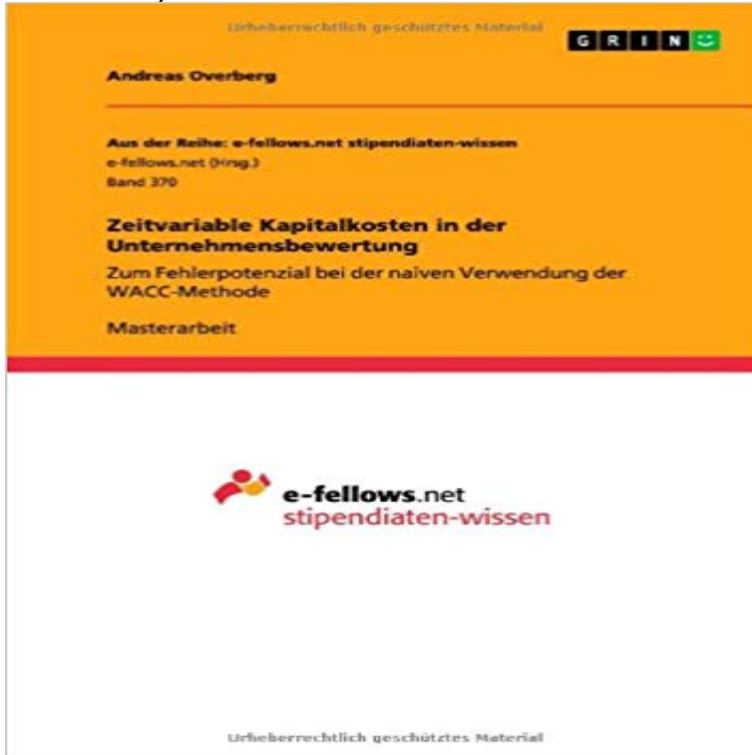 Urheberrechtlich geschütztes Material
GRIN
Andreas Overberg
Aus der Reihe: e-fellows.net stipendiaten-wissen
e-fellows.net (Hrsg.)
Band 370
Zeitvariable Kapitalkosten in der
Unternehmensbewertung
Zum Fehlerpotenzial bei der naiven Verwendung der
WACC-Methode
Masterarbeit
e-fellows.net
stipendiaten-wissen
Urheberrechtlich geschütztes Material